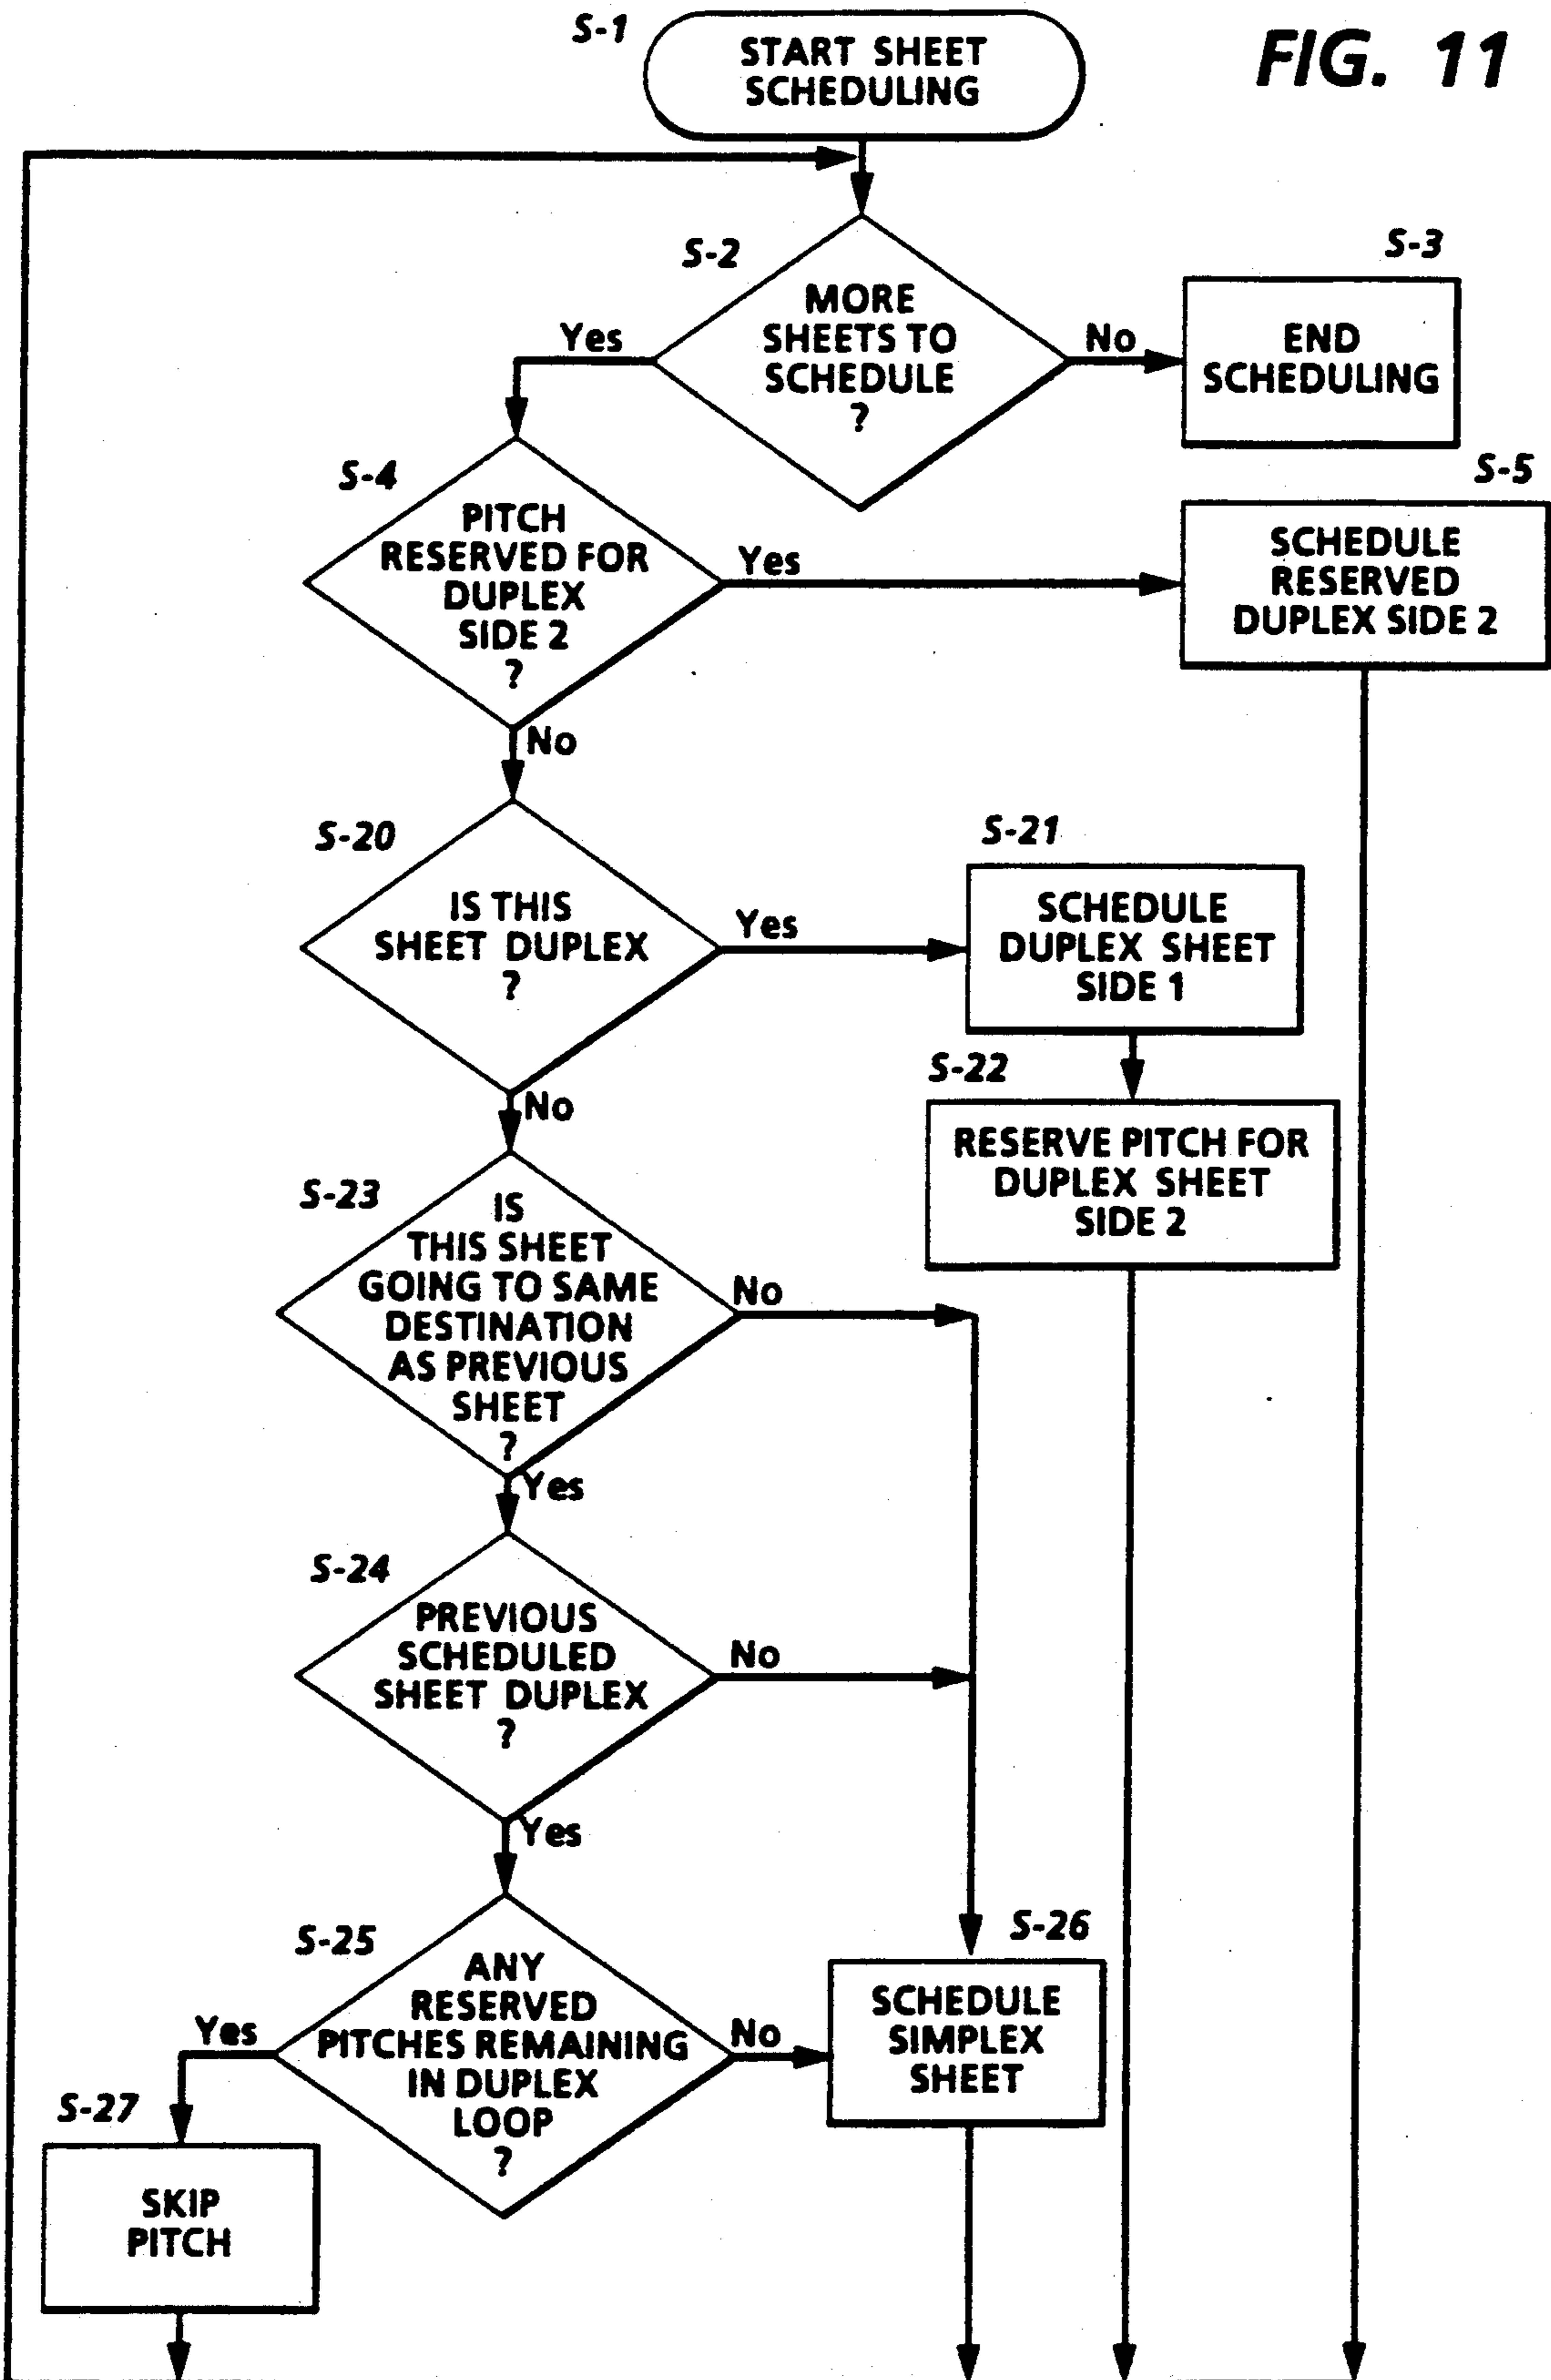 S-1
START SHEET
SCHEDULING
FIG. 11
S-2
MORE
SHEETS TO
SCHEDULE
?
Yes
No
S-3
END
SCHEDULING
S-4
PITCH
RESERVED FOR
DUPLEX
SIDE 2
?
Yes
No
S-5
SCHEDULE
RESERVED
DUPLEX SIDE 2
S-20
IS THIS
SHEET DUPLEX
?
Yes
No
S-21
SCHEDULE
DUPLEX SHEET
SIDE 1
S-22
RESERVE PITCH FOR
DUPLEX SHEET
SIDE 2
S-23
IS
THIS SHEET
GOING TO SAME
DESTINATION
AS PREVIOUS
SHEET
?
No
Yes
S-24
PREVIOUS
SCHEDULED
SHEET DUPLEX
?
No
Yes
S-25
ANY
RESERVED
PITCHES REMAINING
IN DUPLEX
LOOP
?
Yes
No
S-26
SCHEDULE
SIMPLEX
SHEET
S-27
SKIP
PITCH